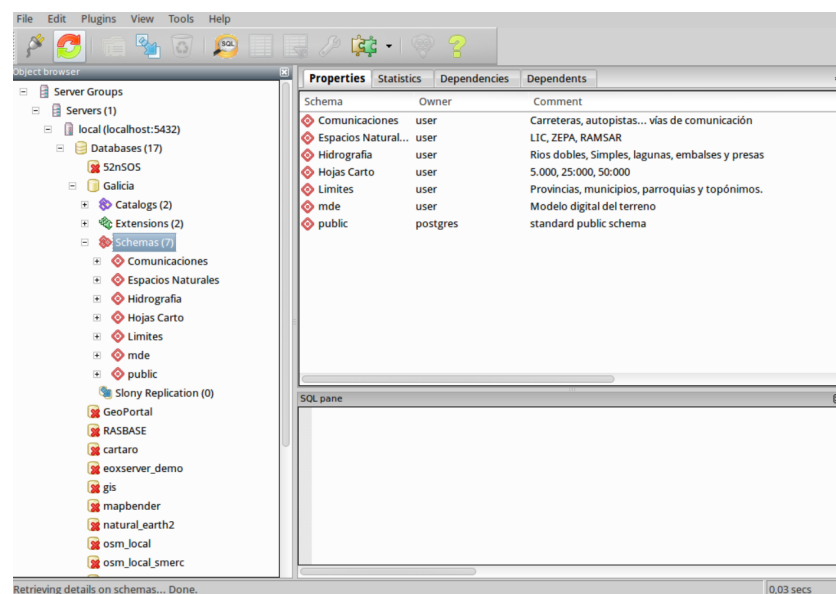 File Edit Plugins View Tools Help
SQL
Object browser
Server Groups
Servers (1)
local (localhost:5432)
Databases (17)
52nSOS
Galicia
Catalogs (2)
Extensions (2)
Schemas (7)
Comunicaciones
Espacios Naturales
Hidrografia
Hojas Carto
Limites
mde
public
Slony Replication (0)
GeoPortal
RASBASE
cartaro
eoxserver_demo
gis
mapbender
natural_earth2
osm_local
osm_local_smerc
Properties Statistics Dependencies Dependents
Schema Owner Comment
Comunicaciones user Carreteras, autopistas... vías de comunicación
Espacios Natural... user LIC, ZEPA, RAMSAR
Hidrografia user Rios dobles, Simples, lagunas, embalses y presas
Hojas Carto user 5.000, 25:000, 50:000
Limites user Provincias, municipios, parroquias y topónimos.
mde user Modelo digital del terreno
public postgres standard public schema
SQL pane
Retrieving details on schemas... Done. 0,03 secs